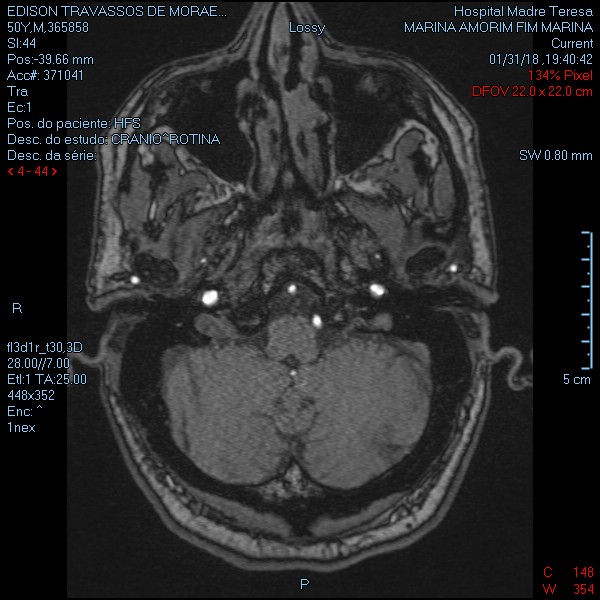 EDISON TRAVASSOS DE MORAE...
50Y,M,365858
Sl:44
Pos:-39.66 mm
Acc#: 371041
Tra
Ec:1
Pos. do paciente: HFS
Desc. do estudo: CRANIO^ROTINA
Desc. da série:
< 4 - 44 >
Lossy
Hospital Madre Teresa
MARINA AMORIM FIM MARINA
Current
01/31/18 ,19:40:42
134% Pixel
DFOV 22.0 x 22.0 cm
SW 0.80 mm
R
fl3d1r_t30,3D
28.00//7.00
Etl:1 TA:25.00
448x352
Enc: ^
1nex
5 cm
P
C 148
W 354